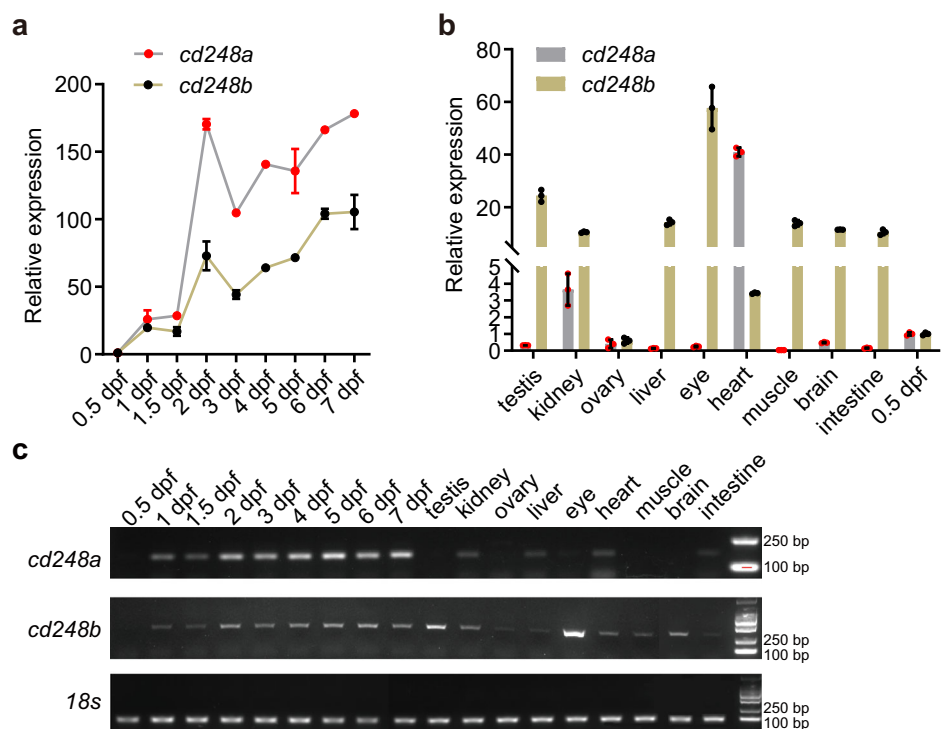 a
cd248a
cd248b
Relative expression
200
150
100
50
0
0.5 dpf
1 dpf
1.5 dpf
2 dpf
3 dpf
4 dpf
5 dpf
6 dpf
7 dpf
b
cd248a
cd248b
Relative expression
80
60
40
20
5
4
3
2
1
0
testis
kidney
ovary
liver
eye
heart
muscle
brain
intestine
0.5 dpf
c
0.5 dpf
1 dpf
1.5 dpf
2 dpf
3 dpf
4 dpf
5 dpf
6 dpf
7 dpf
testis
kidney
ovary
liver
eye
heart
muscle
brain
intestine
cd248a
250 bp
100 bp
cd248b
250 bp
100 bp
18s
250 bp
100 bp